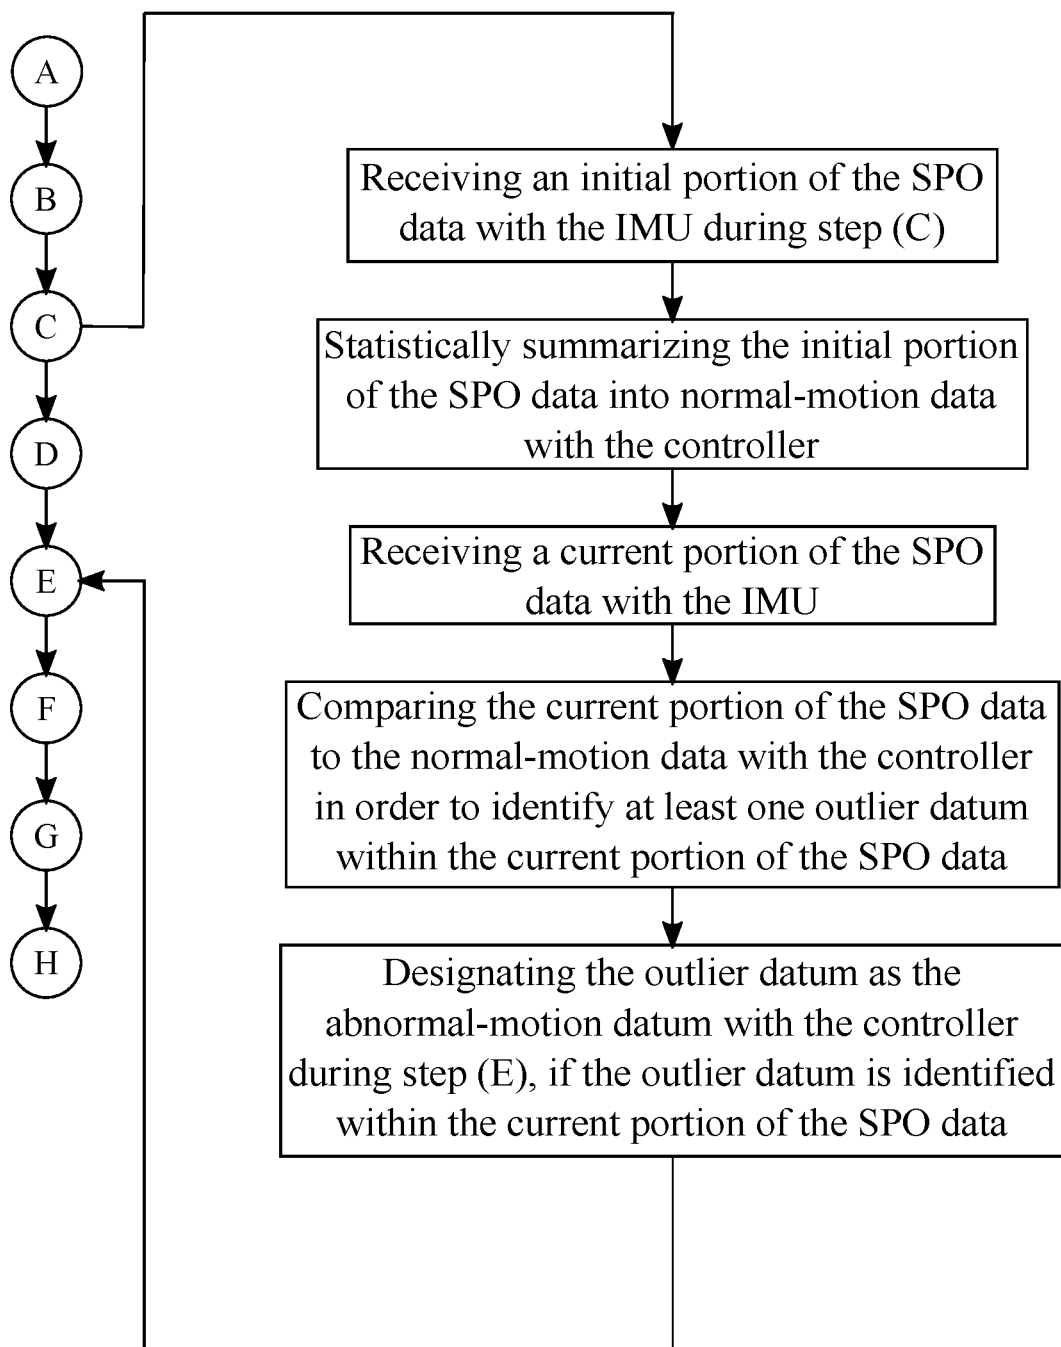 A
B
C
D
E
F
G
H
Receiving an initial portion of the SPO
data with the IMU during step (C)
Statistically summarizing the initial portion
of the SPO data into normal-motion data
with the controller
Receiving a current portion of the SPO
data with the IMU
Comparing the current portion of the SPO data
to the normal-motion data with the controller
in order to identify at least one outlier datum
within the current portion of the SPO data
Designating the outlier datum as the
abnormal-motion datum with the controller
during step (E), if the outlier datum is identified
within the current portion of the SPO data